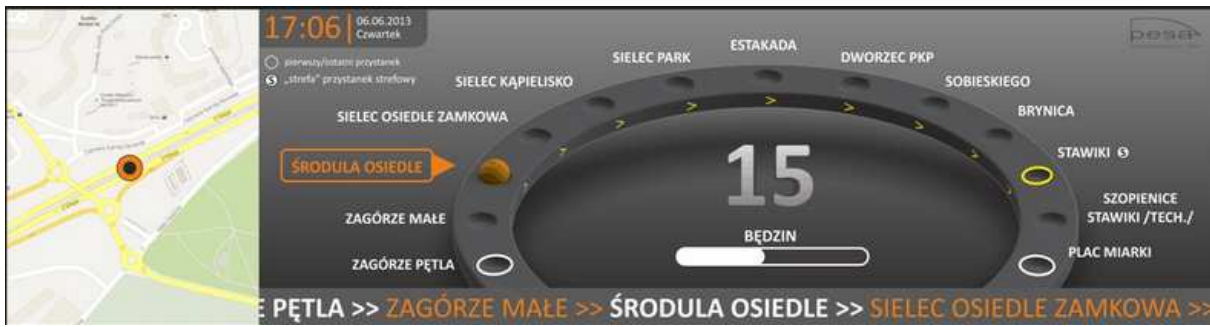 17:06
06.06.2013
Czwartek
pierwszy/ostatni przystanek
S „strefa” przystanek strefowy
pesa
ESTAKADA
SIELEC PARK
DWORZEC PKP
SIELEC KĄPIELISKO
SOBIESKIEGO
SIELEC OSIEDLE ZAMKOWA
BRYNICA
ŚRODULA OSIEDLE
STAWIKI S
15
ZAGÓRZE MAŁE
SZOPIENICE
STAWIKI /TECH./
BĘDZIN
ZAGÓRZE PĘTLA
PLAC MIARKI
E PĘTLA >> ZAGÓRZE MAŁE >> ŚRODULA OSIEDLE >> SIELEC OSIEDLE ZAMKOWA >>